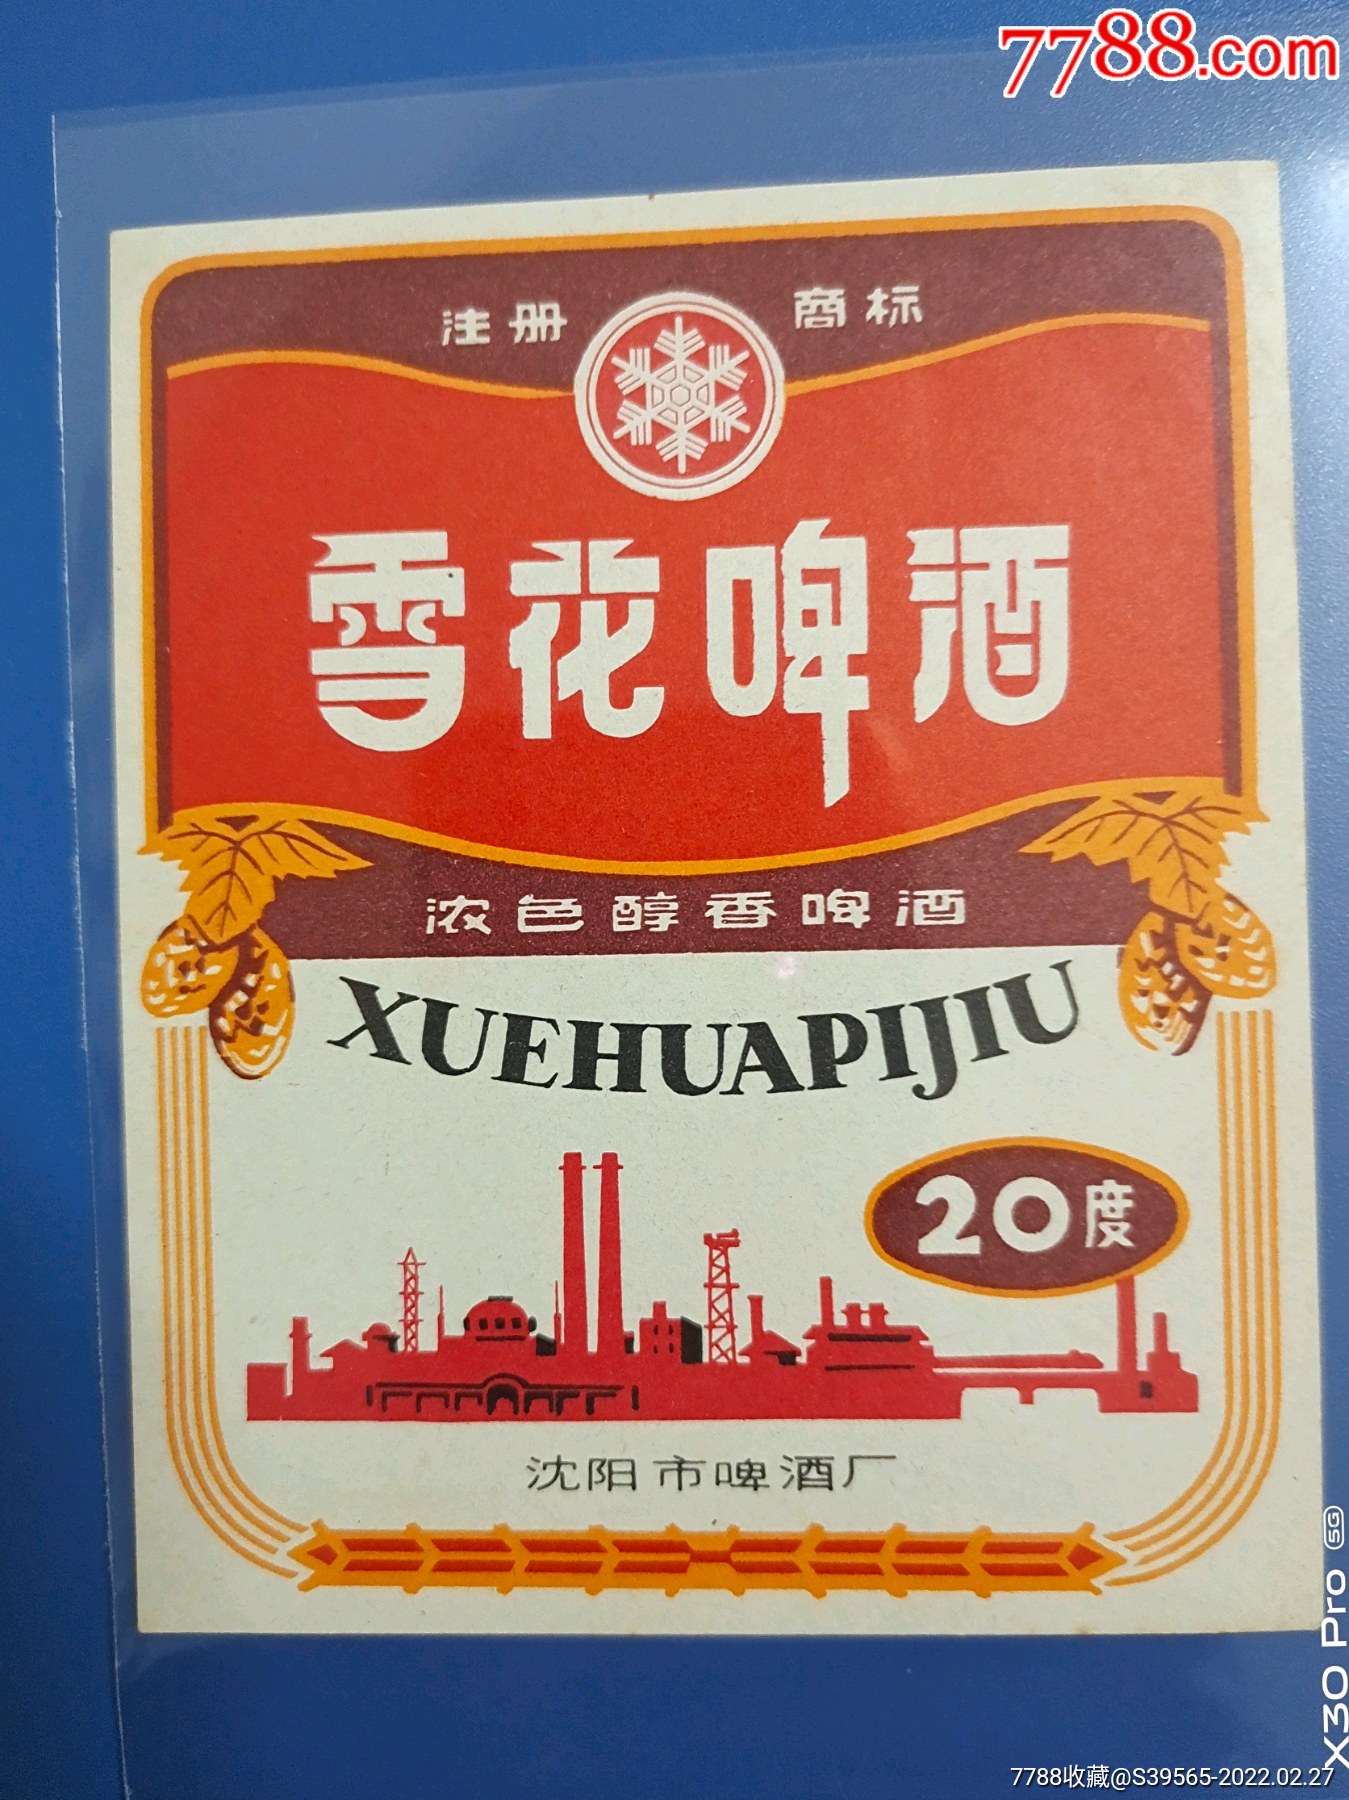 7788.com
注册 商标
雪花啤酒
浓色醇香啤酒
XUEHUAPIJIU
20度
沈阳市啤酒厂
X30 Pro 5G
7788收藏@S39565-2022.02.27